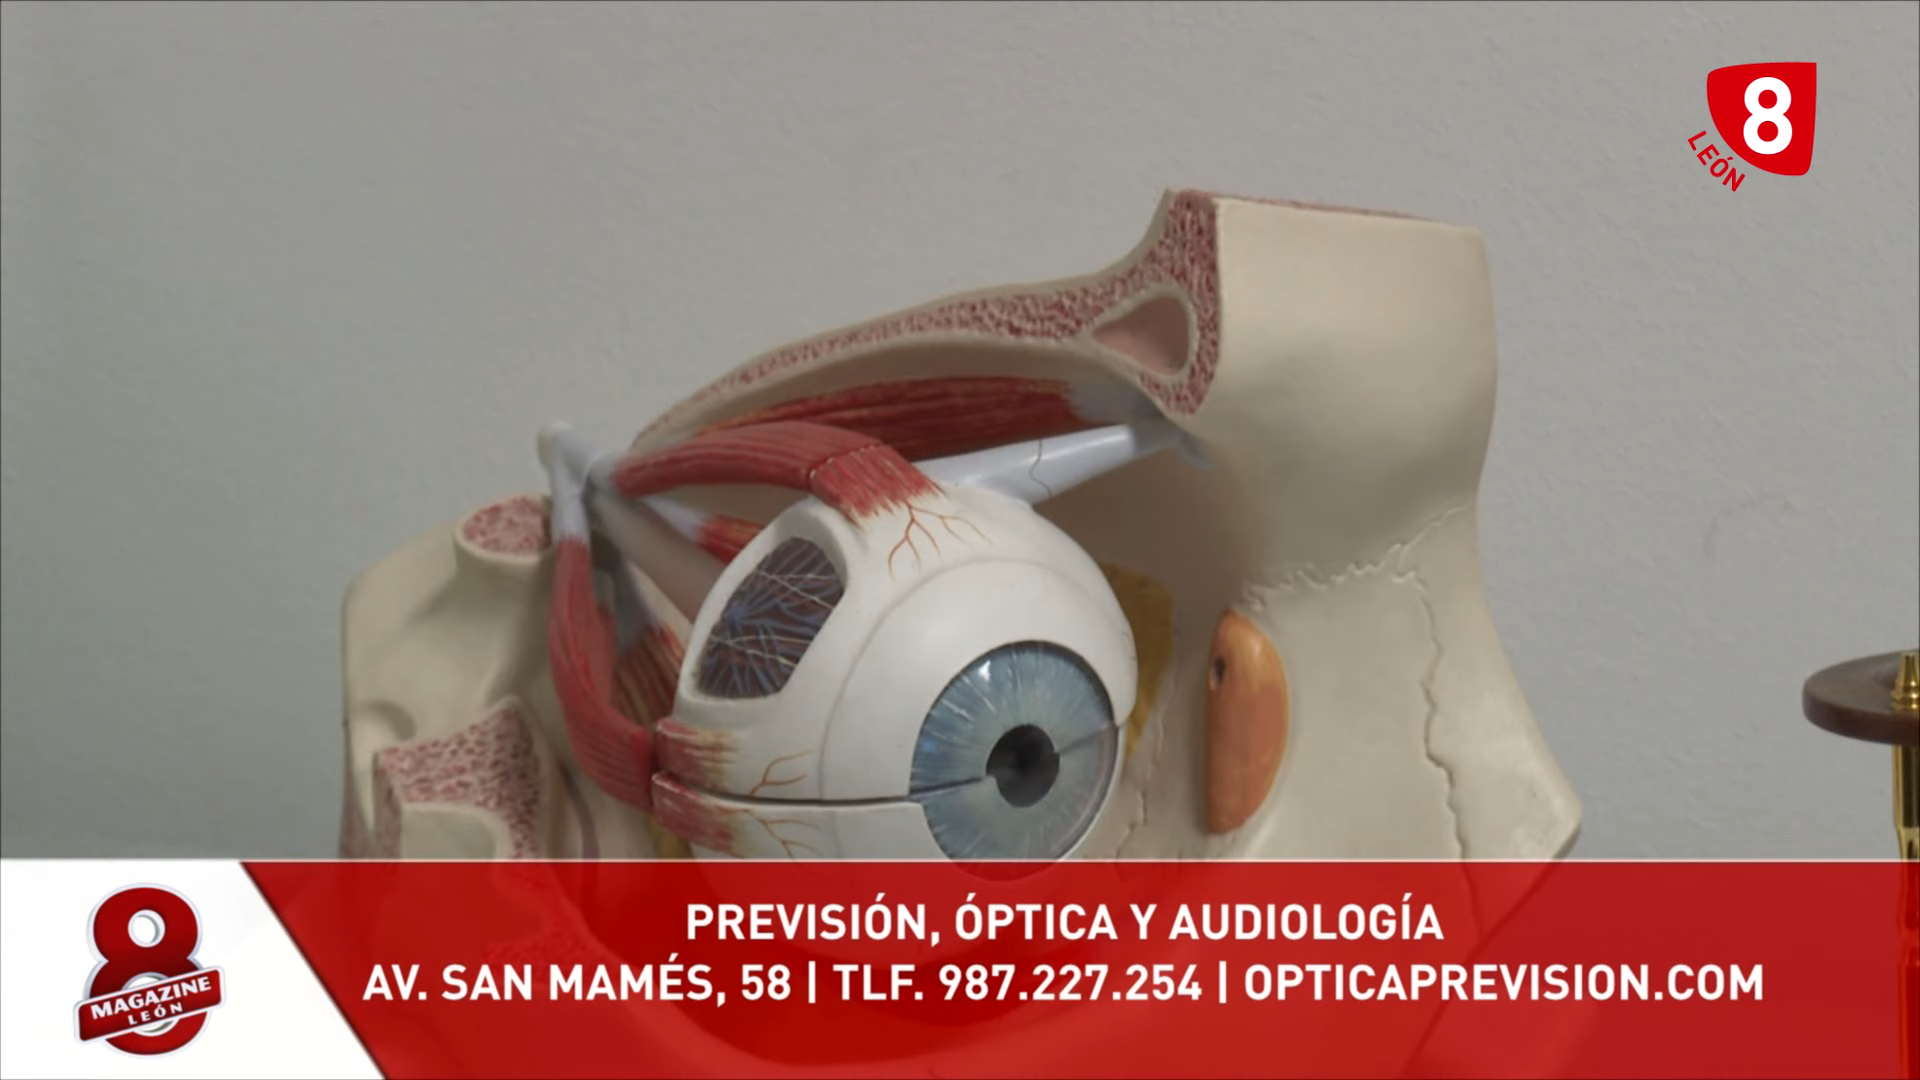 8
LEÓN
PREVISIÓN, ÓPTICA Y AUDIOLOGÍA
AV. SAN MAMÉS, 58 | TLF. 987.227.254 | OPTICAPREVISION.COM
8
MAGAZINE
LEÓN